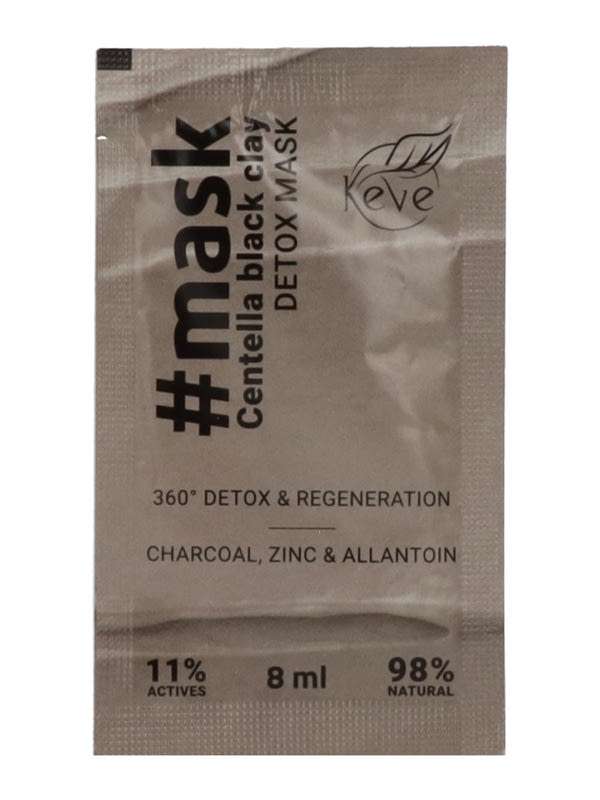 #mask
Centella black clay
DETOX MASK
Keve
360° DETOX & REGENERATION
CHARCOAL, ZINC & ALLANTOIN
11%
ACTIVES
8 ml
98%
NATURAL